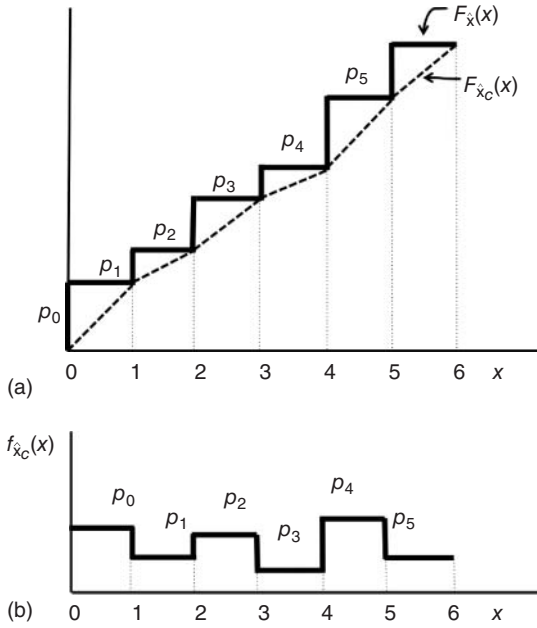 F_x̂(x)
p₅
F_x̂c(x)
p₄
p₃
p₂
p₁
p₀
0 1 2 3 4 5 6 x
(a)
f_x̂c(x)
p₀ p₁ p₂ p₃ p₄ p₅
0 1 2 3 4 5 6 x
(b)